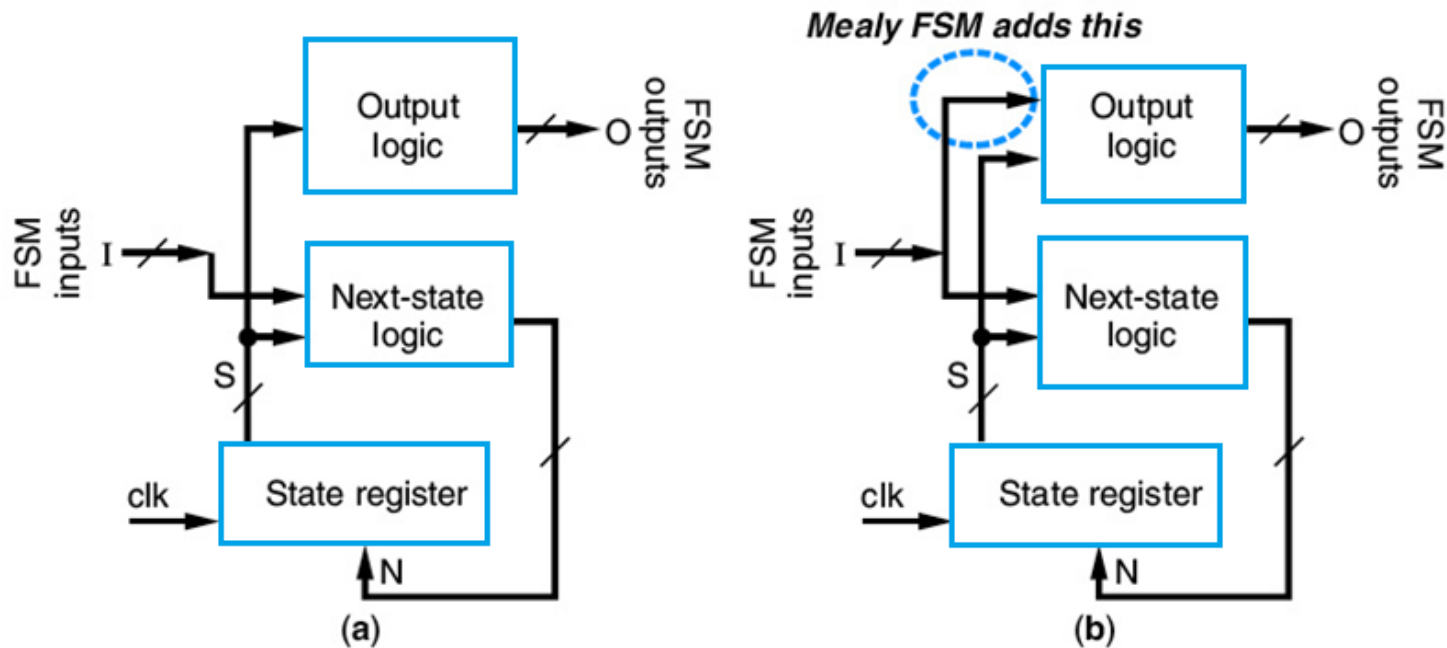 Output
logic
O
FSM
outputs
FSM
inputs
I
Next-state
logic
S
State register
clk
N
(a)
Mealy FSM adds this
Output
logic
O
FSM
outputs
FSM
inputs
I
Next-state
logic
S
State register
clk
N
(b)